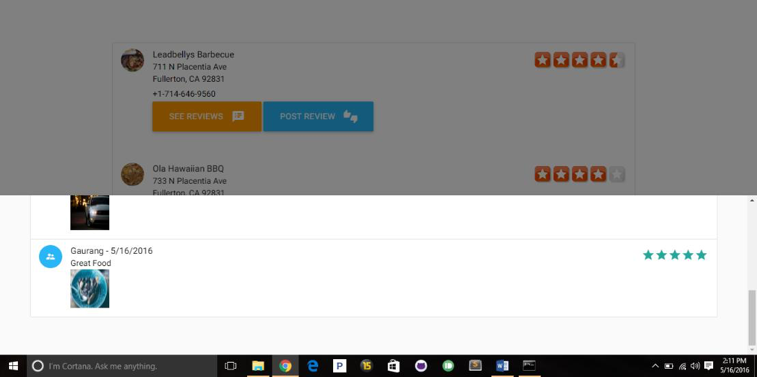 Leadbellys Barbecue
711 N Placentia Ave
Fullerton, CA 92831
+1-714-646-9560
SEE REVIEWS
POST REVIEW
Ola Hawaiian BBQ
733 N Placentia Ave
Fullerton, CA 92831
Gaurang - 5/16/2016
Great Food
I'm Cortana. Ask me anything.
2:11 PM
5/16/2016